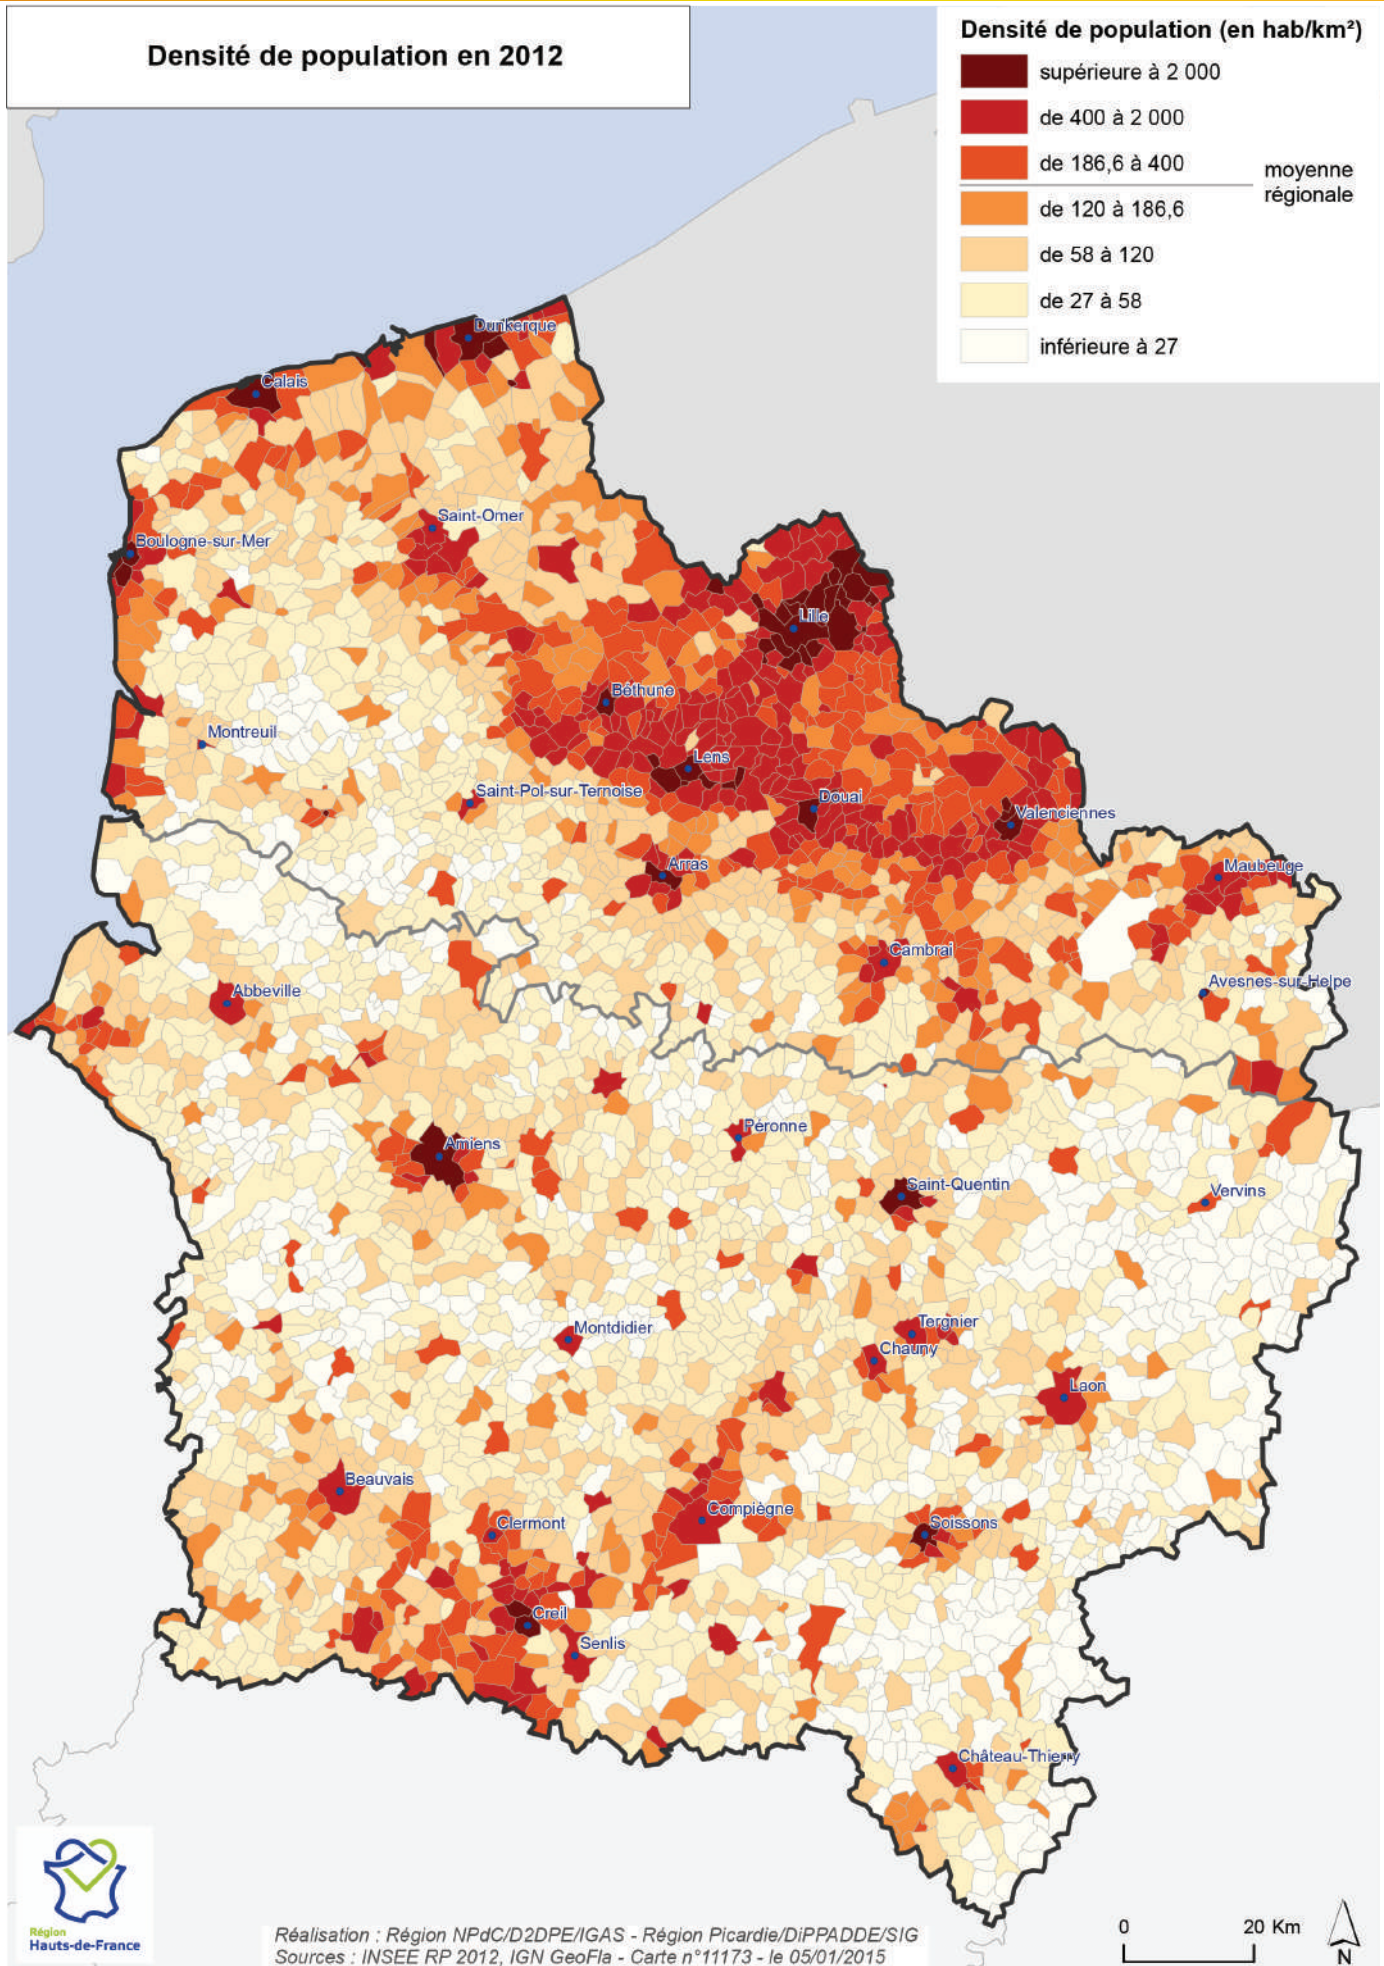 Densité de population en 2012
Densité de population (en hab/km²)
supérieure à 2 000
de 400 à 2 000
de 186,6 à 400
moyenne
régionale
de 120 à 186,6
de 58 à 120
de 27 à 58
inférieure à 27
Dunkerque
Calais
Saint-Omer
Boulogne-sur-Mer
Lille
Béthune
Montreuil
Lens
Saint-Pol-sur-Ternoise
Douai
Valenciennes
Arras
Maubeuge
Cambrai
Avesnes-sur-Helpe
Abbeville
Péronne
Amiens
Saint-Quentin
Vervins
Tergnier
Montdidier
Chauny
Laon
Beauvais
Compiègne
Clermont
Soissons
Creil
Senlis
Château-Thierry
Région
Hauts-de-France
Réalisation : Région NPdC/D2DPE/IGAS - Région Picardie/DiPPADDE/SIG
Sources : INSEE RP 2012, IGN GeoFla - Carte n°11173 - le 05/01/2015
0 20 Km
N